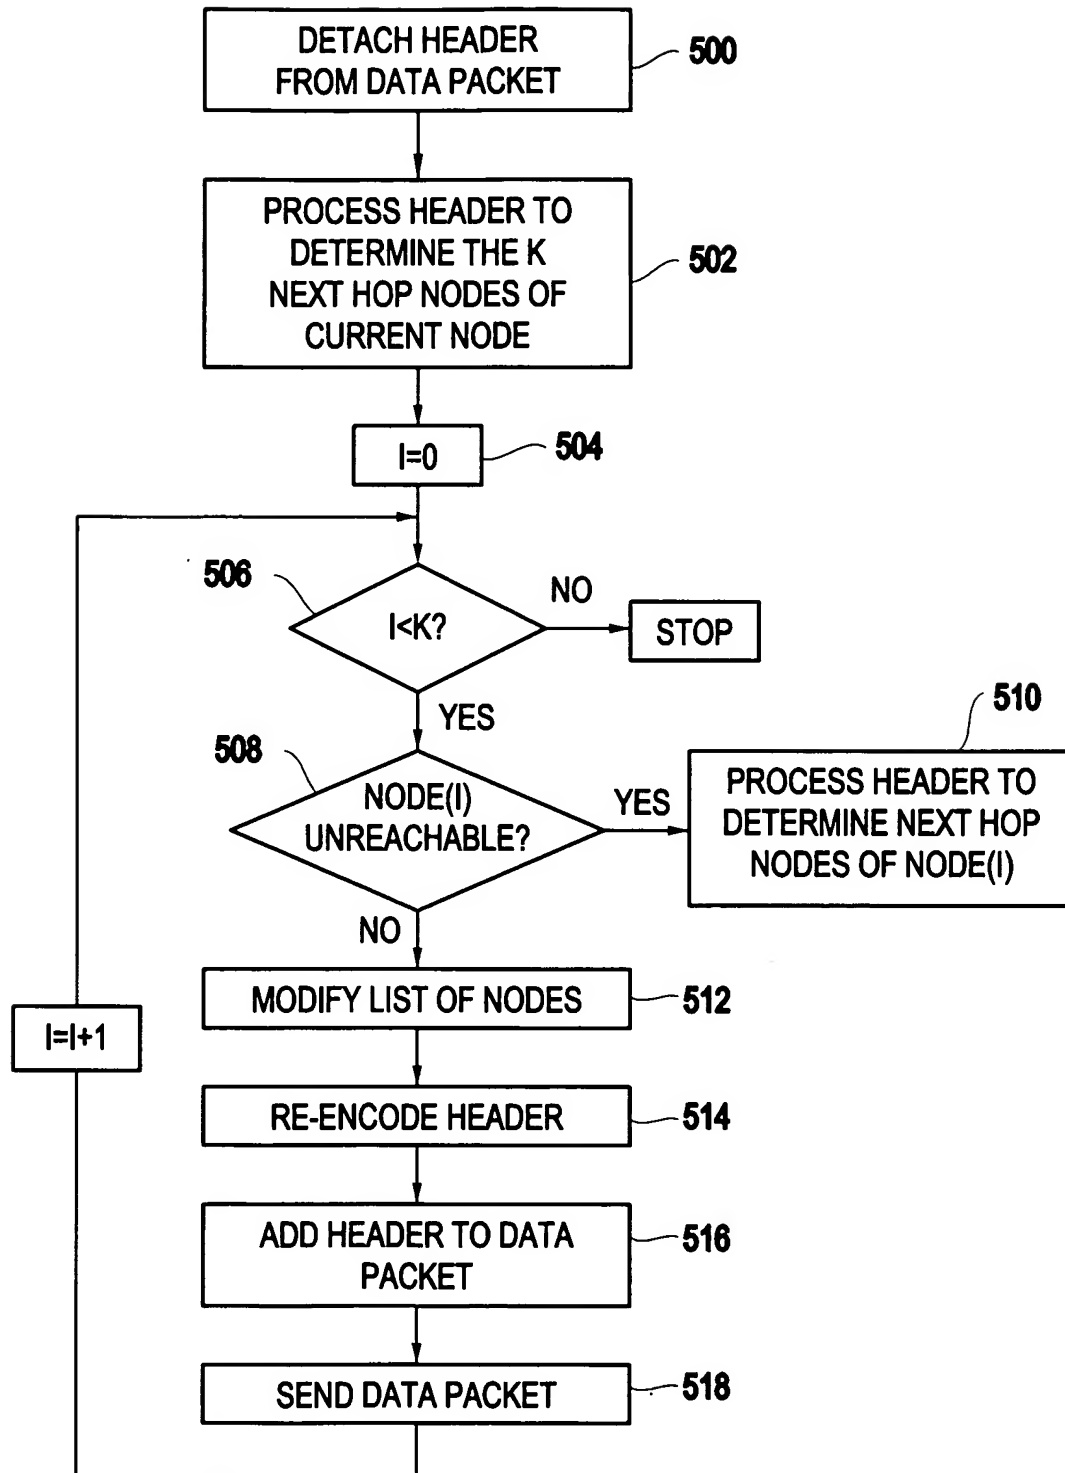 DETACH HEADER
FROM DATA PACKET
500
PROCESS HEADER TO
DETERMINE THE K
NEXT HOP NODES OF
CURRENT NODE
502
I=0
504
506
I<K?
NO
STOP
YES
508
NODE(I)
UNREACHABLE?
YES
510
PROCESS HEADER TO
DETERMINE NEXT HOP
NODES OF NODE(I)
NO
MODIFY LIST OF NODES
512
I=I+1
RE-ENCODE HEADER
514
ADD HEADER TO DATA
PACKET
516
SEND DATA PACKET
518